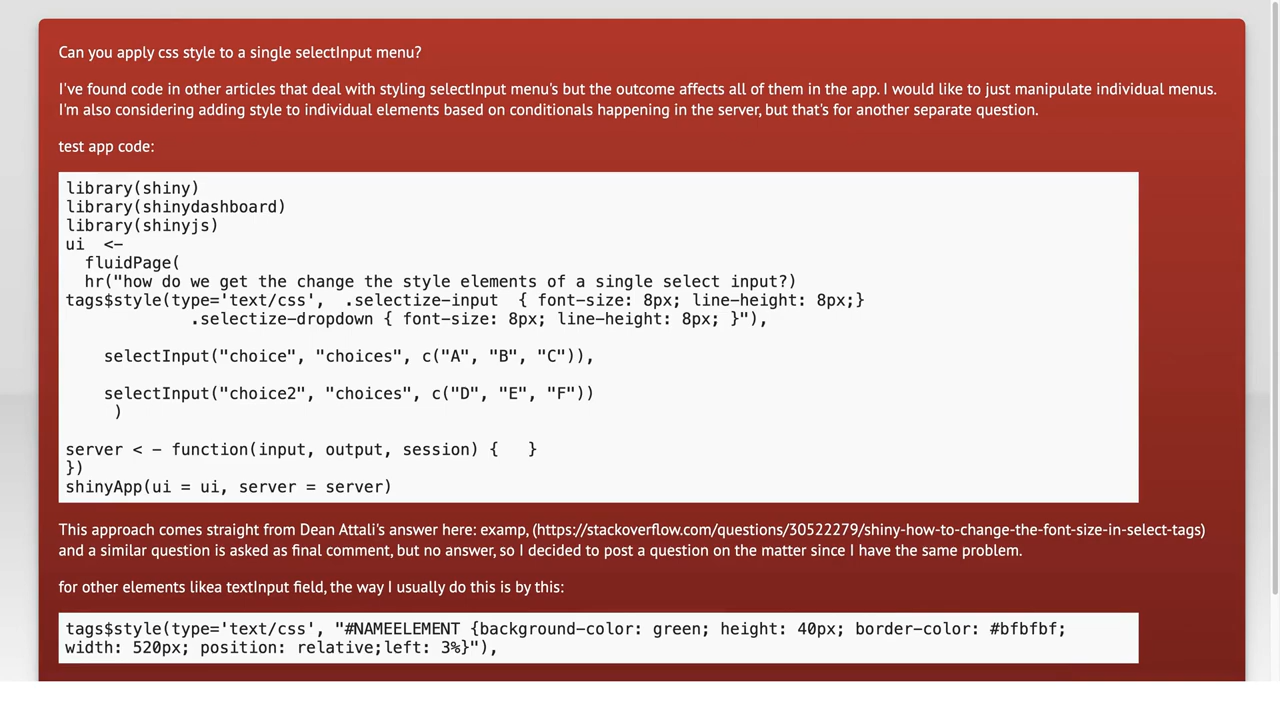 Can you apply css style to a single selectInput menu?
I've found code in other articles that deal with styling selectInput menu's but the outcome affects all of them in the app. I would like to just manipulate individual menus.
I'm also considering adding style to individual elements based on conditionals happening in the server, but that's for another separate question.
test app code:
library(shiny)
library(shinydashboard)
library(shinyjs)
ui  <-
  fluidPage(
  hr("how do we get the change the style elements of a single select input?)
tags$style(type='text/css',  .selectize-input  { font-size: 8px; line-height: 8px;}
             .selectize-dropdown { font-size: 8px; line-height: 8px; }"),
    selectInput("choice", "choices", c("A", "B", "C")),
    selectInput("choice2", "choices", c("D", "E", "F"))
     )
server < - function(input, output, session) {   }
})
shinyApp(ui = ui, server = server)
This approach comes straight from Dean Attali's answer here: examp, (https://stackoverflow.com/questions/30522279/shiny-how-to-change-the-font-size-in-select-tags)
and a similar question is asked as final comment, but no answer, so I decided to post a question on the matter since I have the same problem.
for other elements likea textInput field, the way I usually do this is by this:
tags$style(type='text/css', "#NAMEELEMENT {background-color: green; height: 40px; border-color: #bfbfbf;
width: 520px; position: relative;left: 3%}"),